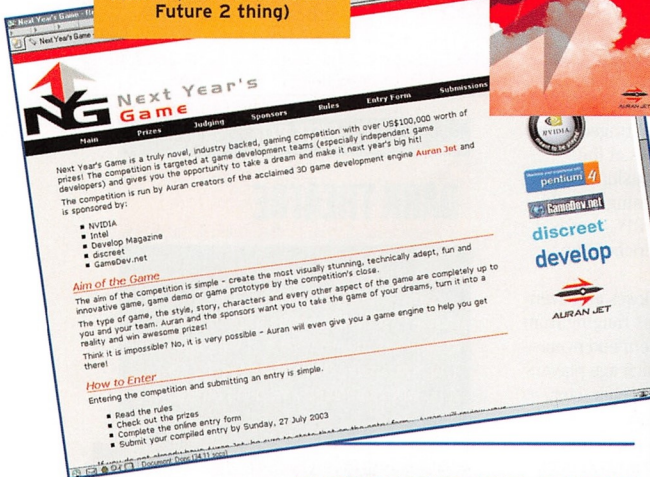 Future 2 thing)
Next Year's Game - Net
Next Year's Game -
NYG
Next Year's
Game
Main Prizes Judging Sponsors Rules Entry Form Submissions
Next Year's Game is a truly novel, industry backed, gaming competition with over US$100,000 worth of
prizes! The competition is targeted at game development teams (especially independent game
developers) and gives you the opportunity to take a dream and make it next year's big hit!
The competition is run by Auran creators of the acclaimed 3D game development engine Auran Jet and
is sponsored by:
NVIDIA
Intel
Develop Magazine
discreet
GameDev.net
Aim of the Game
The aim of the competition is simple - create the most visually stunning, technically adept, fun and
innovative game, game demo or game prototype by the competition's close.
The type of game, the style, story, characters and every other aspect of the game are completely up to
you and your team. Auran and the sponsors want you to take the game of your dreams, turn it into a
reality and win awesome prizes!
Think it is impossible? No, it is very possible - Auran will even give you a game engine to help you get
there!
How to Enter
Entering the competition and submitting an entry is simple.
Read the rules
Check out the prizes
Complete the online entry form
Submit your compiled entry by Sunday, 27 July 2003
Document: Done (34.11 secs)
AURAN JET
NVIDIA
pentium 4
GameDev.net
discreet
develop
AURAN JET